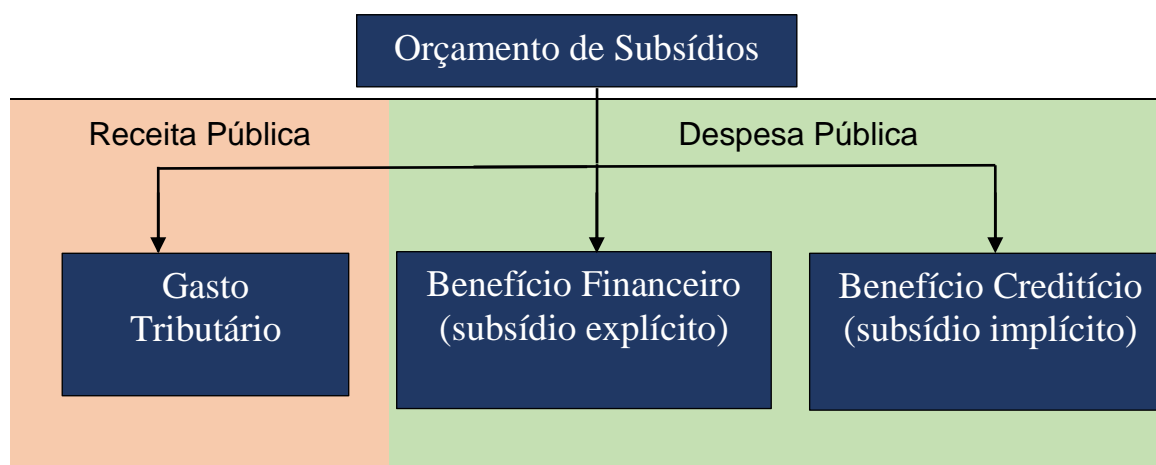 Orçamento de Subsídios
Receita Pública
Despesa Pública
Gasto
Tributário
Benefício Financeiro
(subsídio explícito)
Benefício Creditício
(subsídio implícito)